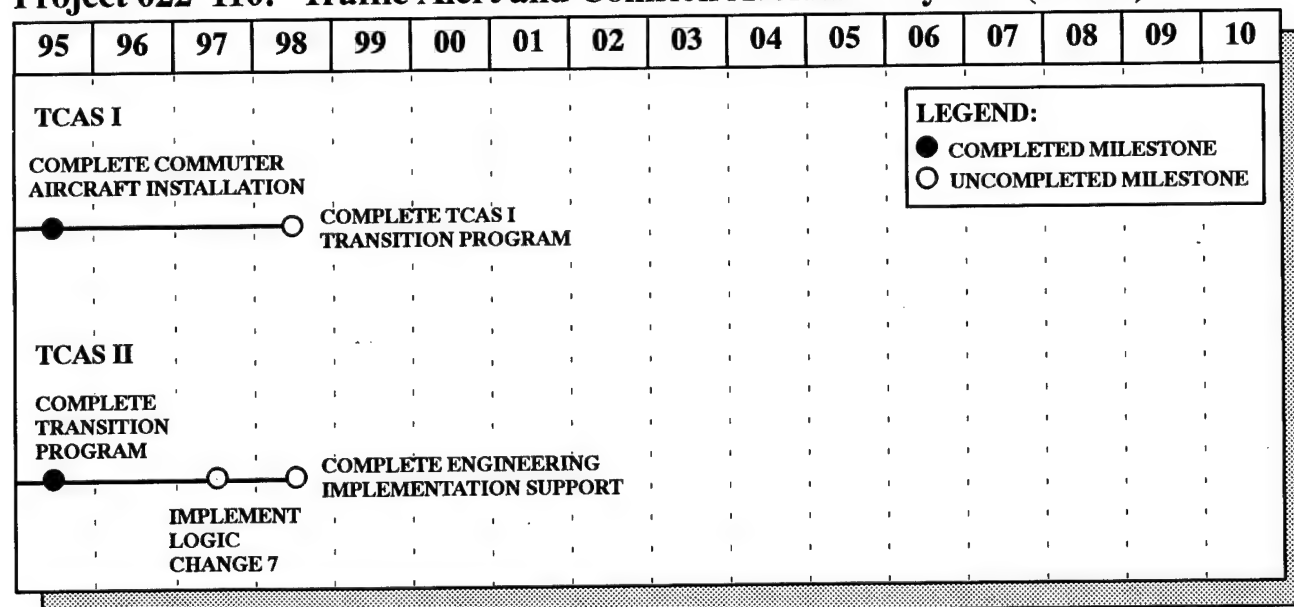 95 96 97 98 99 00 01 02 03 04 05 06 07 08 09 10
TCAS I
COMPLETE COMMUTER
AIRCRAFT INSTALLATION
COMPLETE TCAS I
TRANSITION PROGRAM
LEGEND:
COMPLETED MILESTONE
UNCOMPLETED MILESTONE
TCAS II
COMPLETE
TRANSITION
PROGRAM
COMPLETE ENGINEERING
IMPLEMENTATION SUPPORT
IMPLEMENT
LOGIC
CHANGE 7